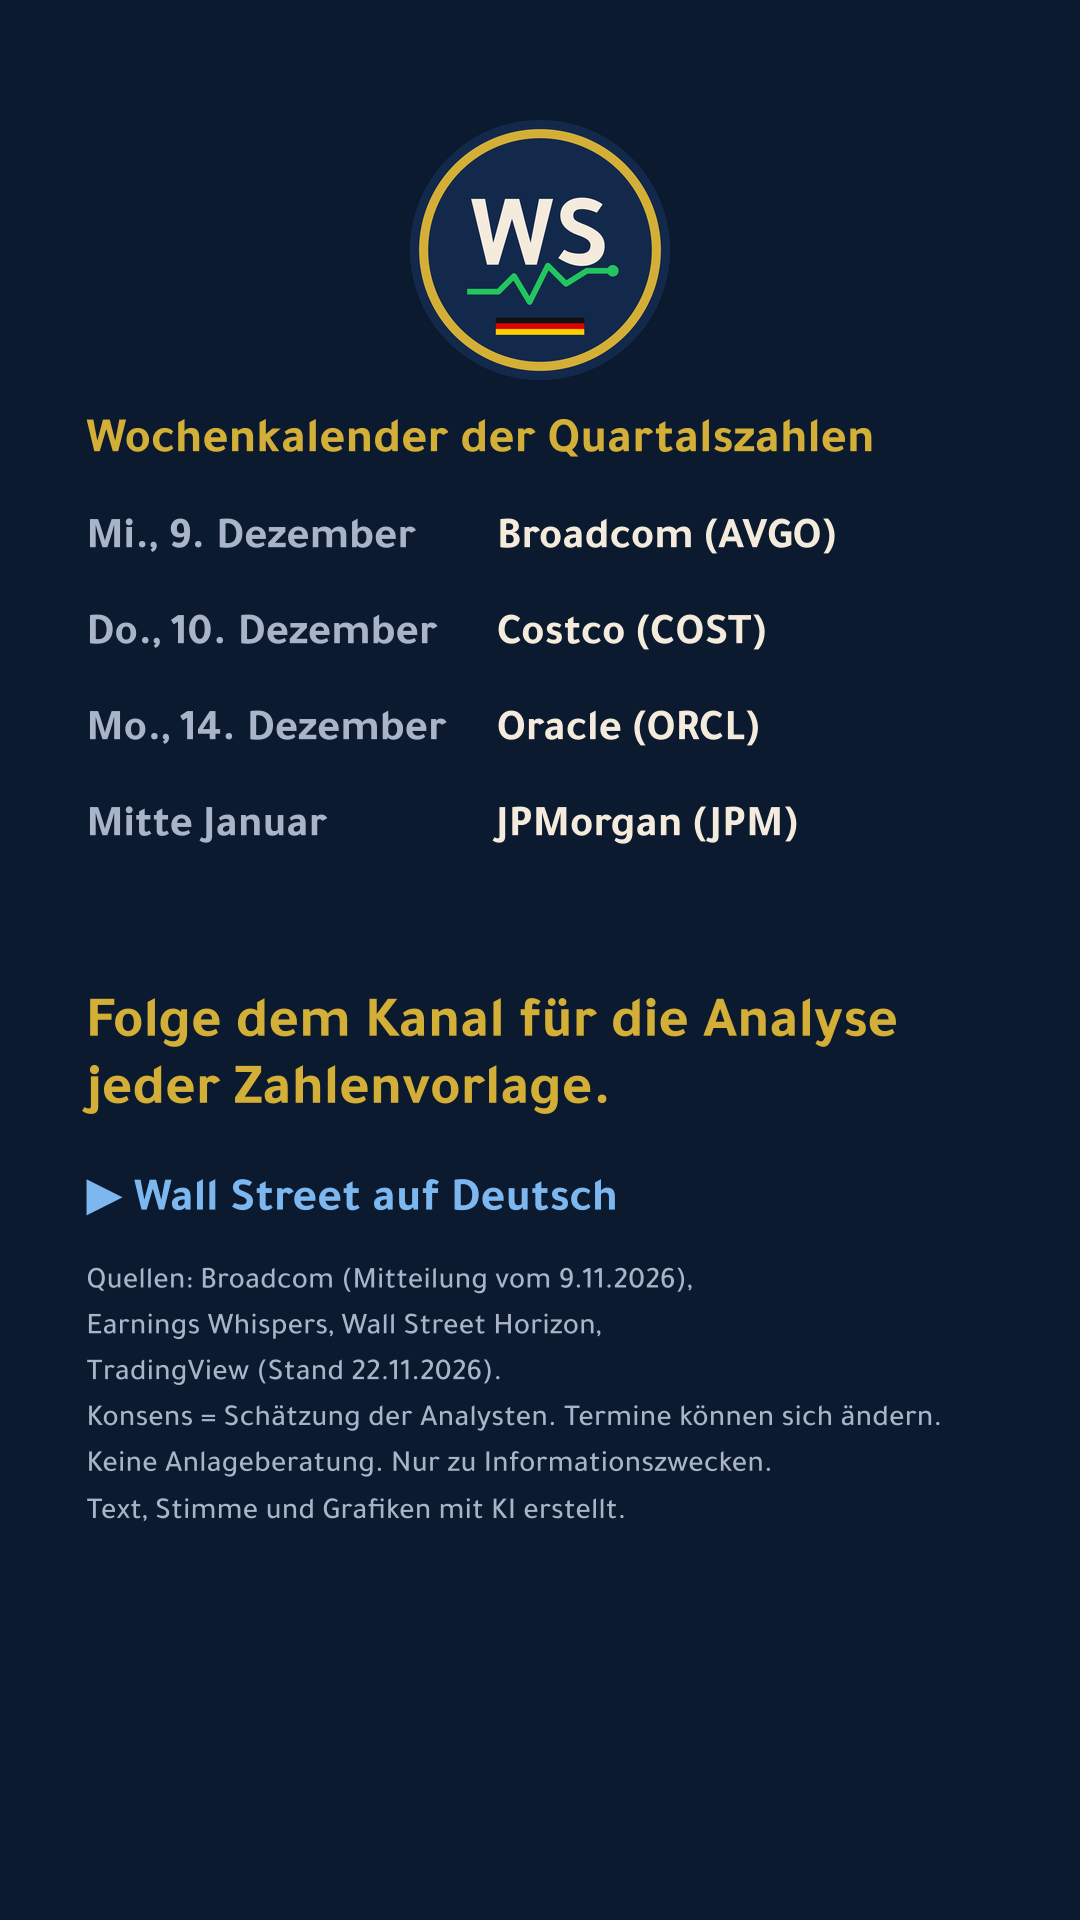 WS
Wochenkalender der Quartalszahlen
Mi., 9. Dezember Broadcom (AVGO)
Do., 10. Dezember Costco (COST)
Mo., 14. Dezember Oracle (ORCL)
Mitte Januar JPMorgan (JPM)
Folge dem Kanal für die Analyse
jeder Zahlenvorlage.
▶ Wall Street auf Deutsch
Quellen: Broadcom (Mitteilung vom 9.11.2026),
Earnings Whispers, Wall Street Horizon,
TradingView (Stand 22.11.2026).
Konsens = Schätzung der Analysten. Termine können sich ändern.
Keine Anlageberatung. Nur zu Informationszwecken.
Text, Stimme und Grafiken mit KI erstellt.